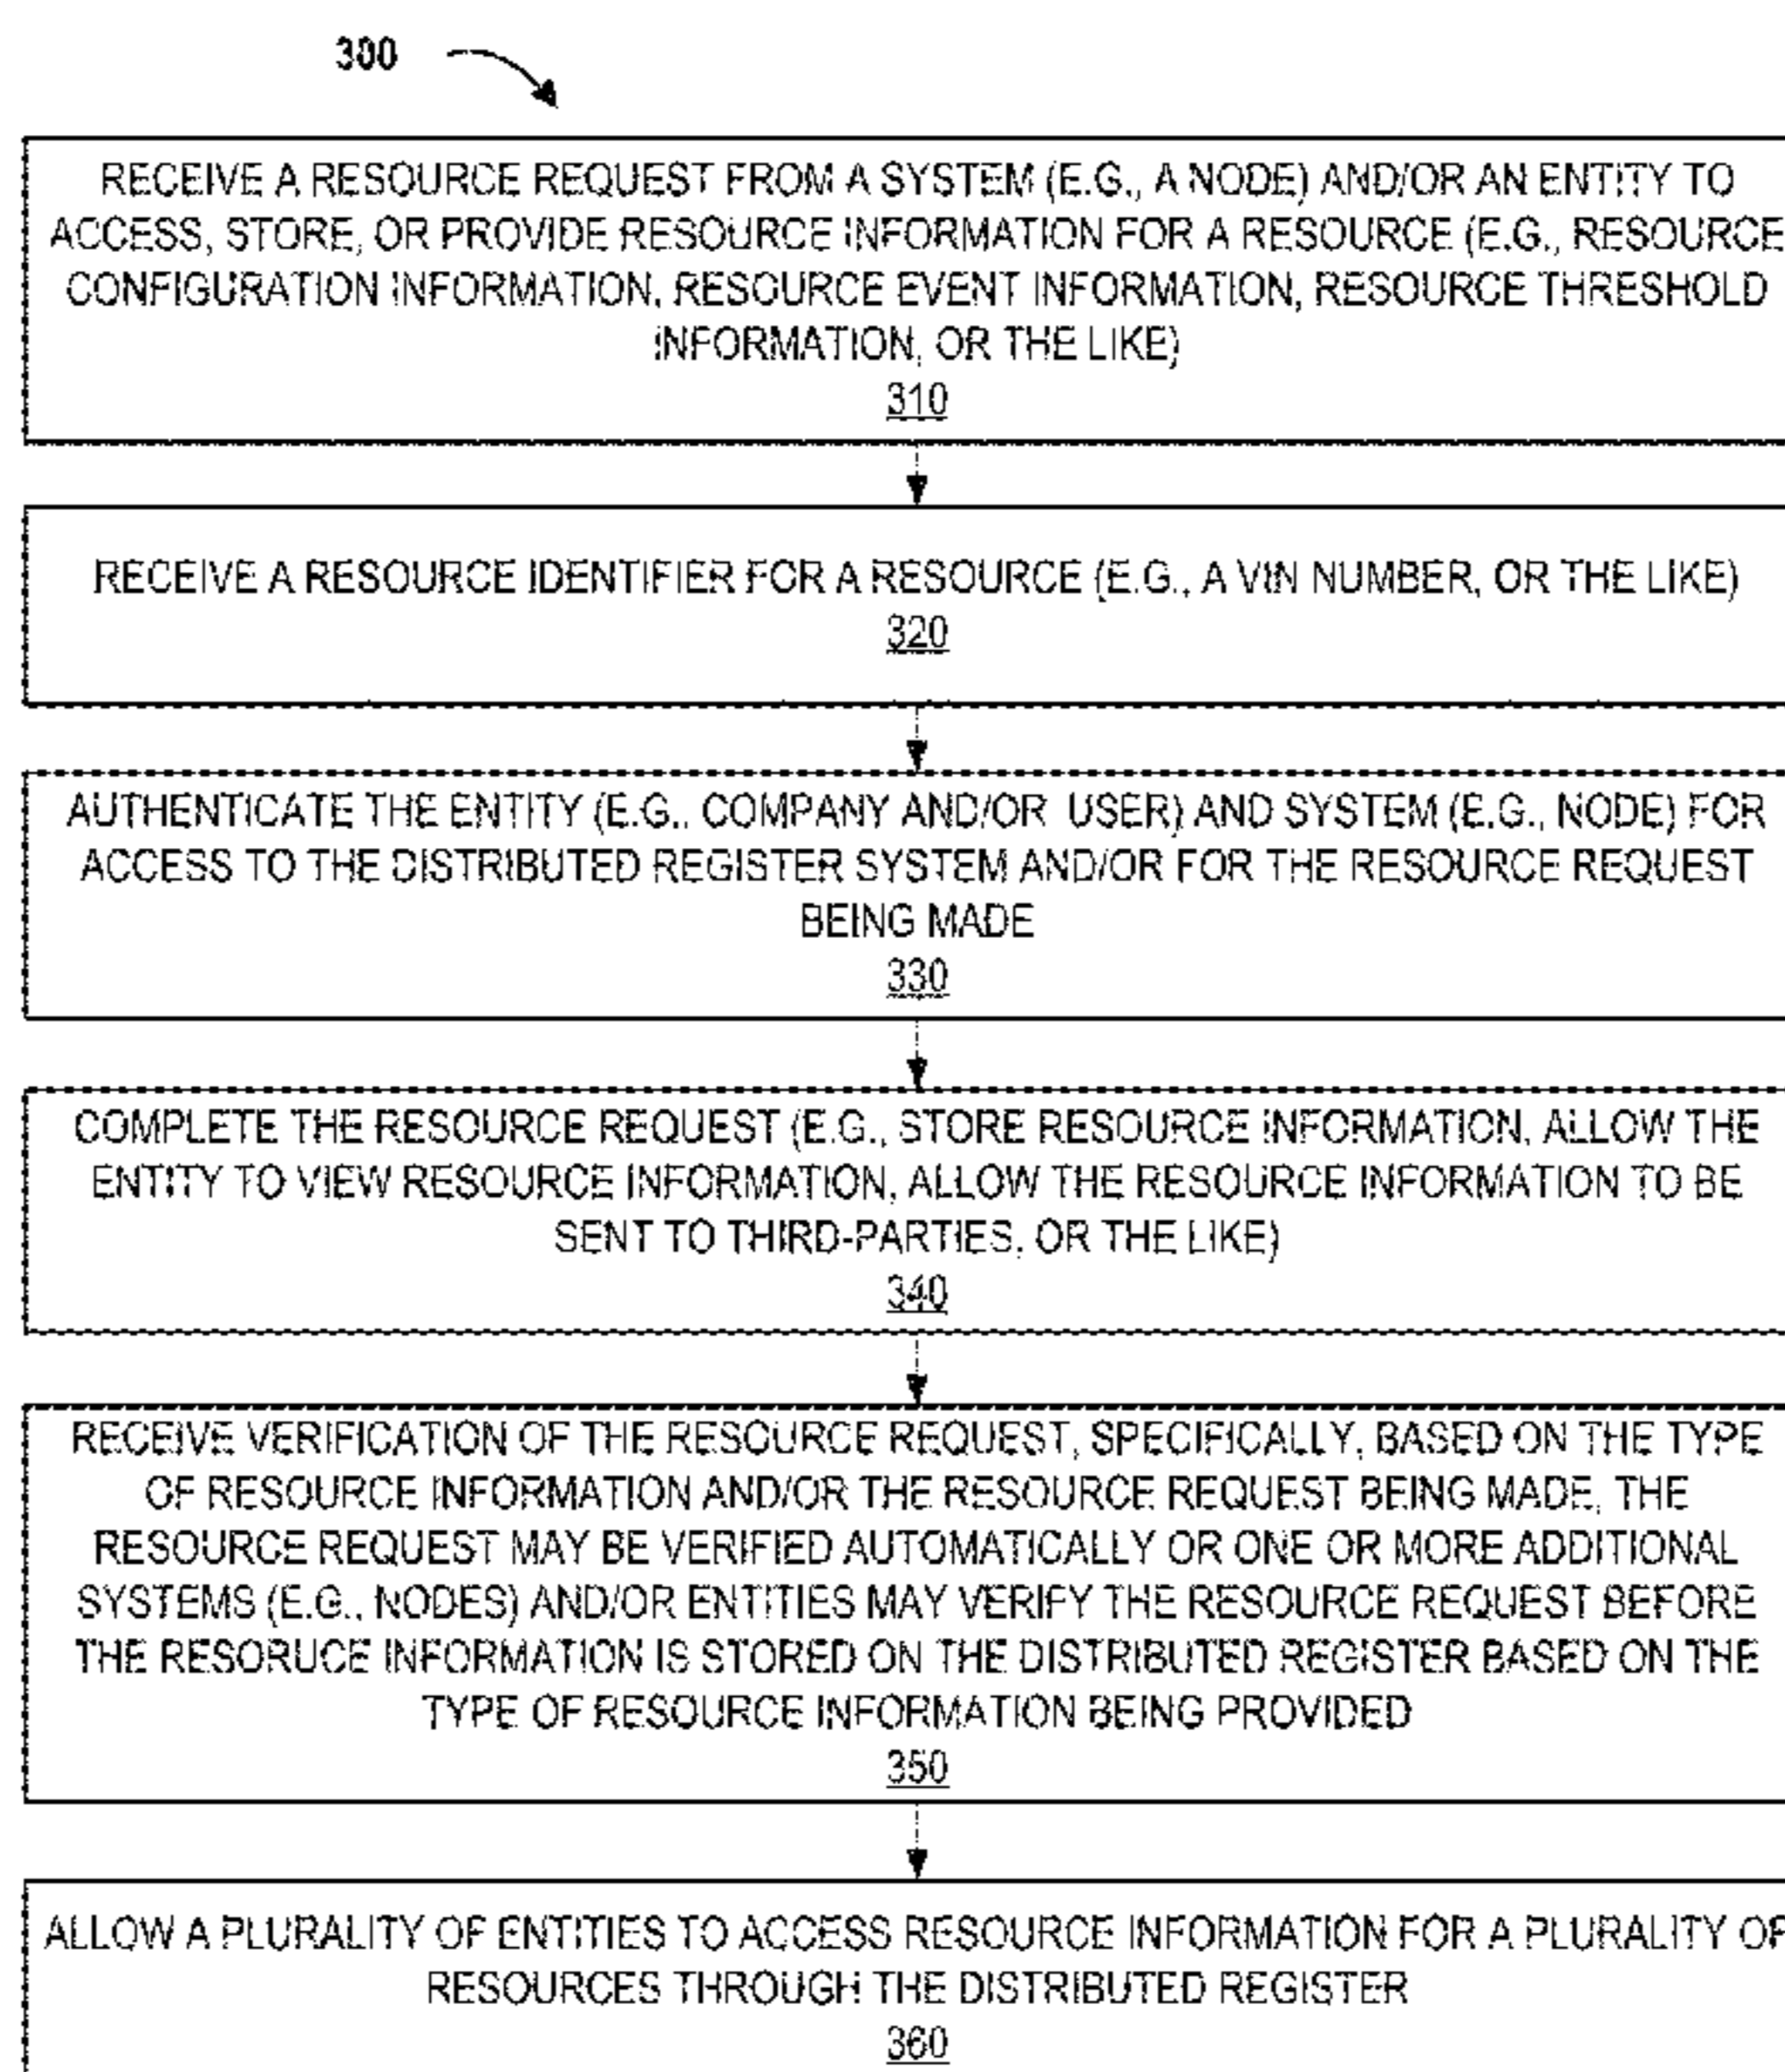 300
RECEIVE A RESOURCE REQUEST FROM A SYSTEM (E.G., A NODE) AND/OR AN ENTITY TO
ACCESS, STORE, OR PROVIDE RESOURCE INFORMATION FOR A RESOURCE (E.G., RESOURCE
CONFIGURATION INFORMATION, RESOURCE EVENT INFORMATION, RESOURCE THRESHOLD
INFORMATION, OR THE LIKE)
310
RECEIVE A RESOURCE IDENTIFIER FOR A RESOURCE (E.G., A VIN NUMBER, OR THE LIKE)
320
AUTHENTICATE THE ENTITY (E.G., COMPANY AND/OR USER) AND SYSTEM (E.G., NODE) FOR
ACCESS TO THE DISTRIBUTED REGISTER SYSTEM AND/OR FOR THE RESOURCE REQUEST
BEING MADE
330
COMPLETE THE RESOURCE REQUEST (E.G., STORE RESOURCE INFORMATION, ALLOW THE
ENTITY TO VIEW RESOURCE INFORMATION, ALLOW THE RESOURCE INFORMATION TO BE
SENT TO THIRD-PARTIES, OR THE LIKE)
340
RECEIVE VERIFICATION OF THE RESOURCE REQUEST, SPECIFICALLY, BASED ON THE TYPE
OF RESOURCE INFORMATION AND/OR THE RESOURCE REQUEST BEING MADE, THE
RESOURCE REQUEST MAY BE VERIFIED AUTOMATICALLY OR ONE OR MORE ADDITIONAL
SYSTEMS (E.G., NODES) AND/OR ENTITIES MAY VERIFY THE RESOURCE REQUEST BEFORE
THE RESORUCE INFORMATION IS STORED ON THE DISTRIBUTED REGISTER BASED ON THE
TYPE OF RESOURCE INFORMATION BEING PROVIDED
350
ALLOW A PLURALITY OF ENTITIES TO ACCESS RESOURCE INFORMATION FOR A PLURALITY OF
RESOURCES THROUGH THE DISTRIBUTED REGISTER
360